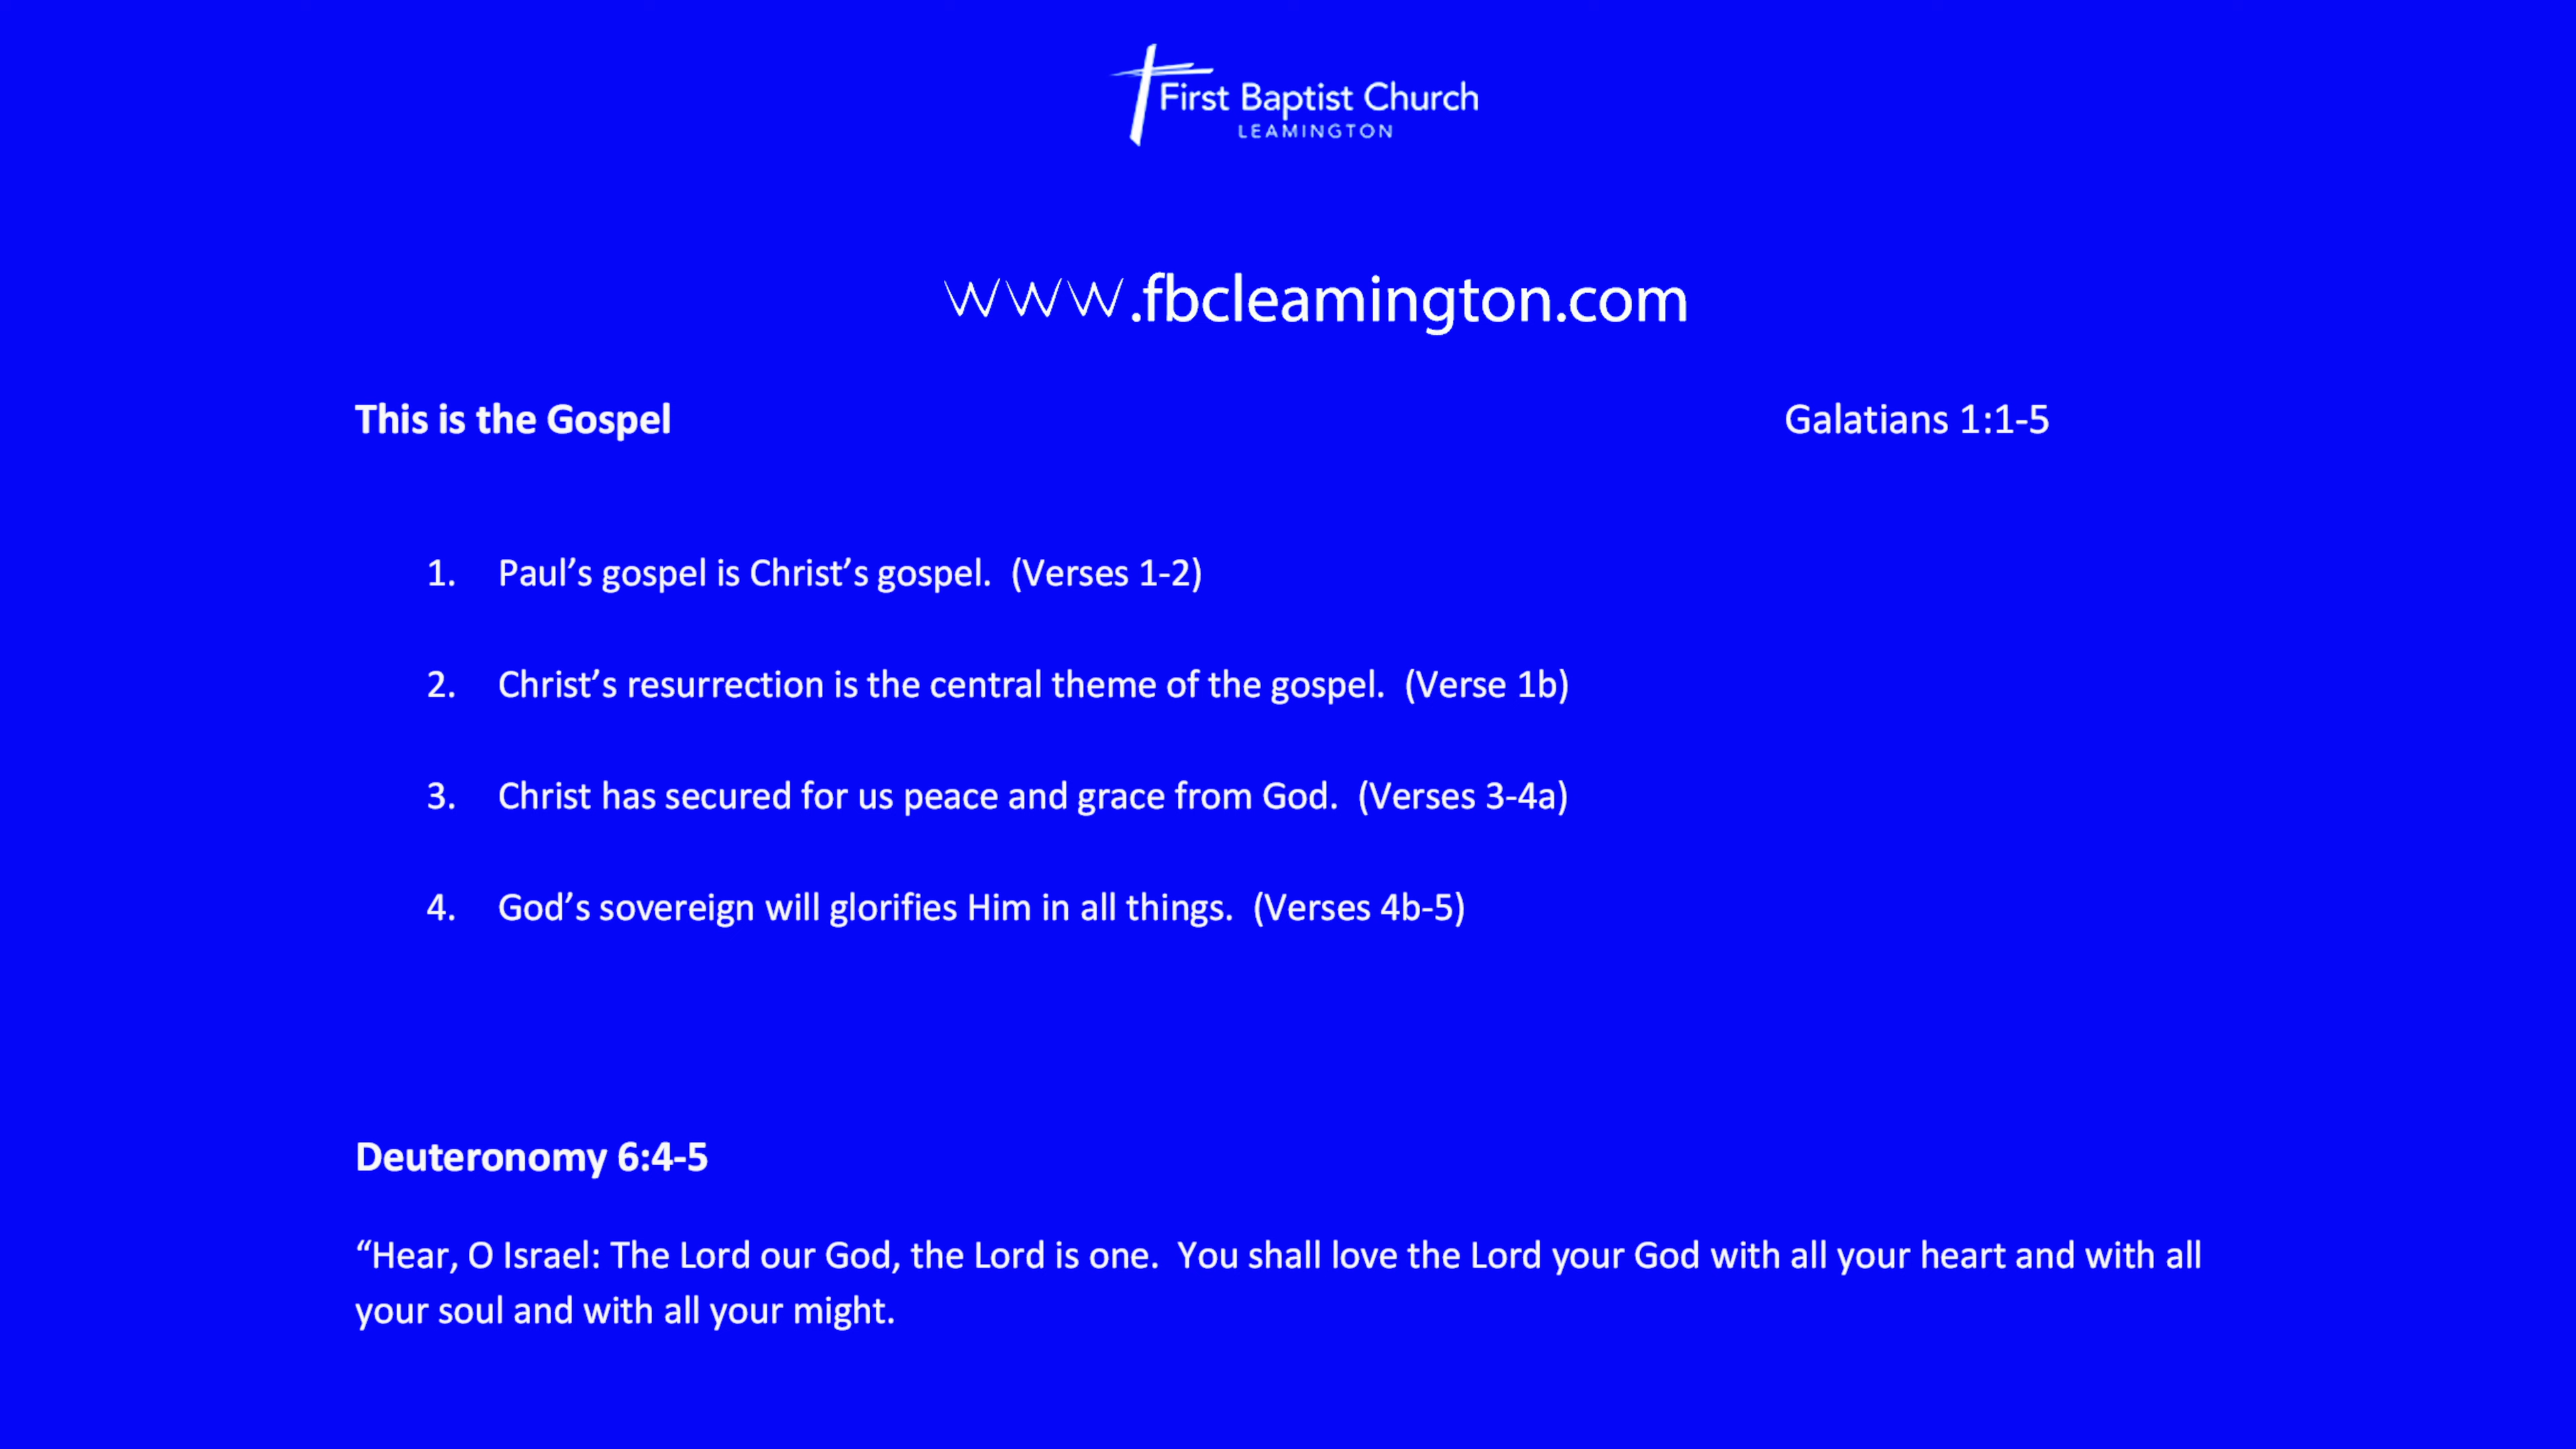 First Baptist Church
LEAMINGTON
www.fbcleamington.com
This is the Gospel Galatians 1:1-5
1. Paul’s gospel is Christ’s gospel. (Verses 1-2)
2. Christ’s resurrection is the central theme of the gospel. (Verse 1b)
3. Christ has secured for us peace and grace from God. (Verses 3-4a)
4. God’s sovereign will glorifies Him in all things. (Verses 4b-5)
Deuteronomy 6:4-5
“Hear, O Israel: The Lord our God, the Lord is one. You shall love the Lord your God with all your heart and with all
your soul and with all your might.